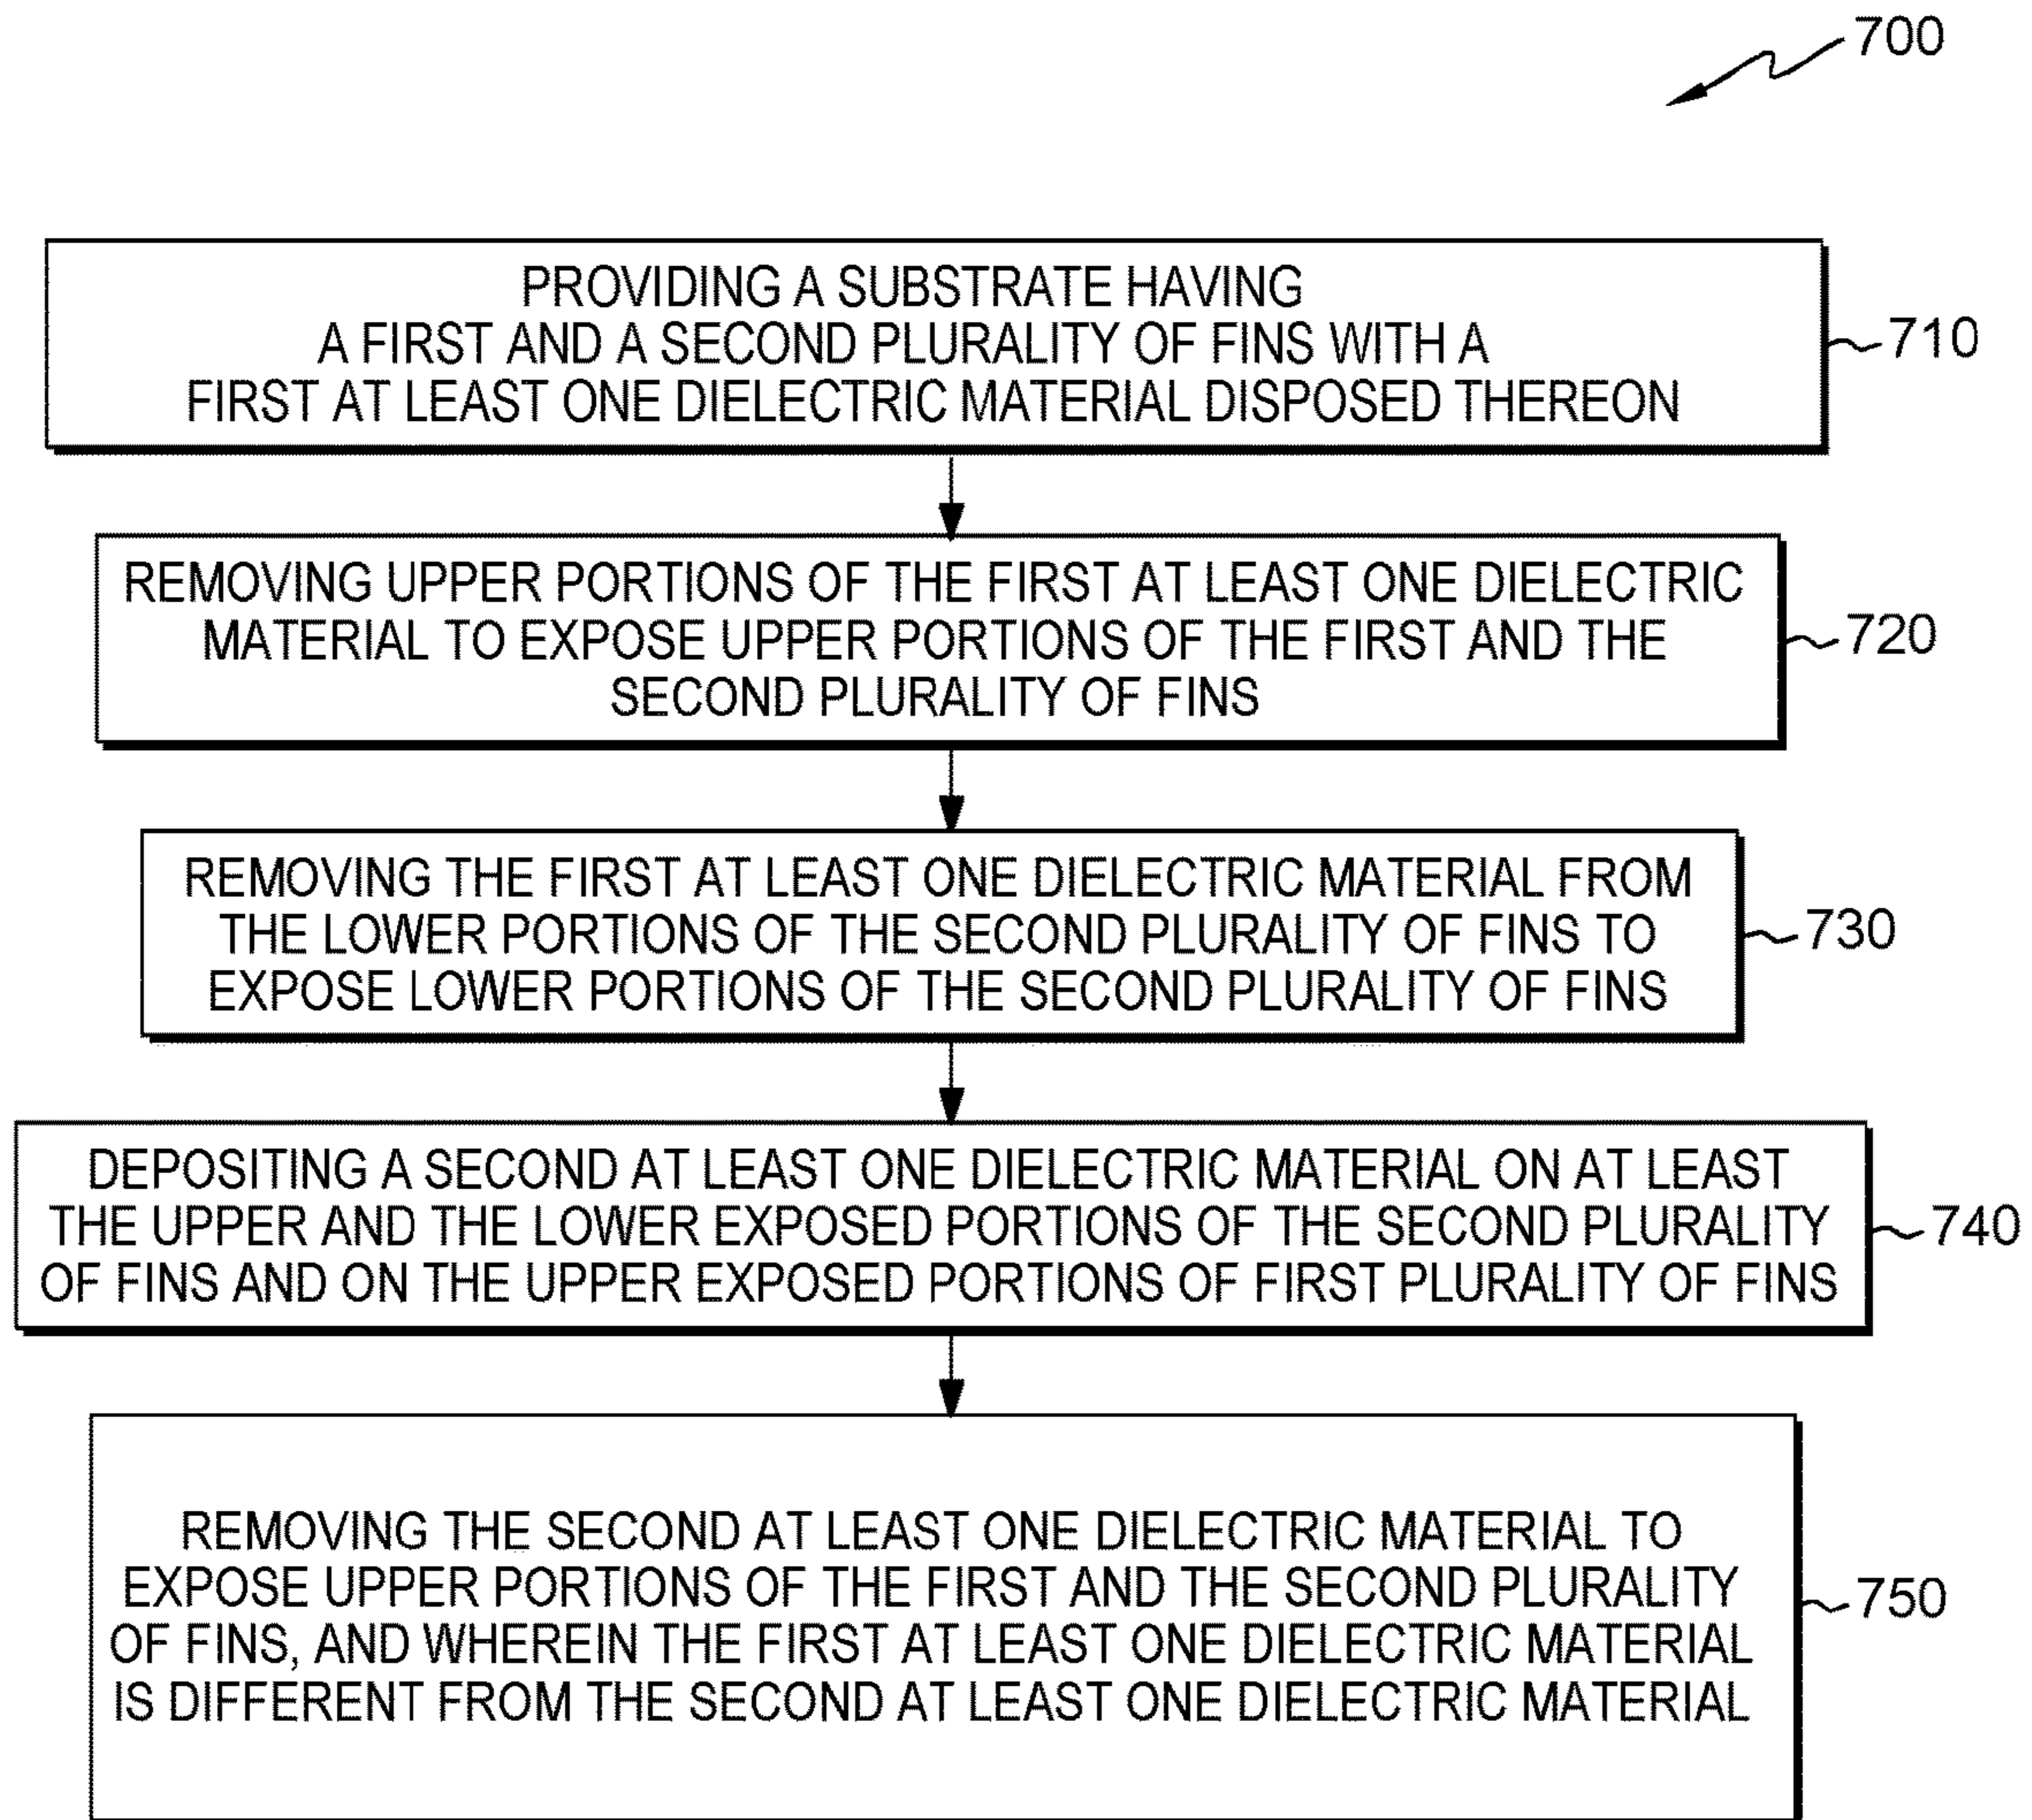 700
PROVIDING A SUBSTRATE HAVING
A FIRST AND A SECOND PLURALITY OF FINS WITH A
FIRST AT LEAST ONE DIELECTRIC MATERIAL DISPOSED THEREON
710
REMOVING UPPER PORTIONS OF THE FIRST AT LEAST ONE DIELECTRIC
MATERIAL TO EXPOSE UPPER PORTIONS OF THE FIRST AND THE
SECOND PLURALITY OF FINS
720
REMOVING THE FIRST AT LEAST ONE DIELECTRIC MATERIAL FROM
THE LOWER PORTIONS OF THE SECOND PLURALITY OF FINS TO
EXPOSE LOWER PORTIONS OF THE SECOND PLURALITY OF FINS
730
DEPOSITING A SECOND AT LEAST ONE DIELECTRIC MATERIAL ON AT LEAST
THE UPPER AND THE LOWER EXPOSED PORTIONS OF THE SECOND PLURALITY
OF FINS AND ON THE UPPER EXPOSED PORTIONS OF FIRST PLURALITY OF FINS
740
REMOVING THE SECOND AT LEAST ONE DIELECTRIC MATERIAL TO
EXPOSE UPPER PORTIONS OF THE FIRST AND THE SECOND PLURALITY
OF FINS, AND WHEREIN THE FIRST AT LEAST ONE DIELECTRIC MATERIAL
IS DIFFERENT FROM THE SECOND AT LEAST ONE DIELECTRIC MATERIAL
750